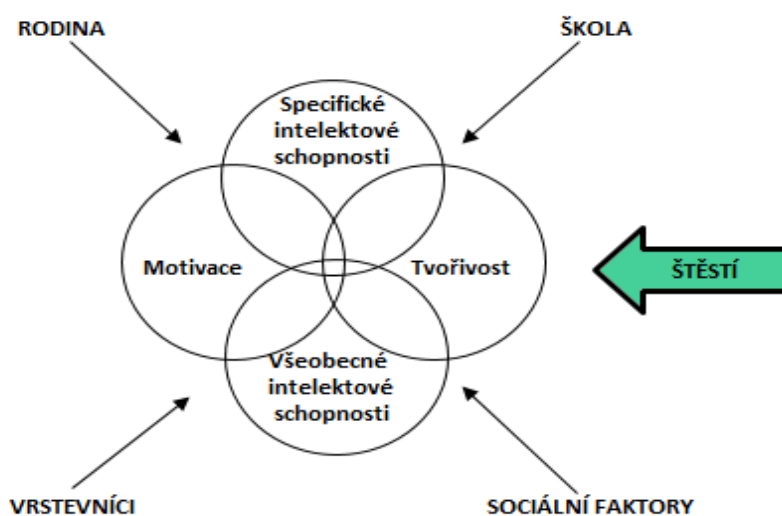 RODINA
ŠKOLA
Specifické
intelektové
schopnosti
Motivace
Tvořivost
ŠTĚSTÍ
Všeobecné
intelektové
schopnosti
VRSTEVNÍCI
SOCIÁLNÍ FAKTORY